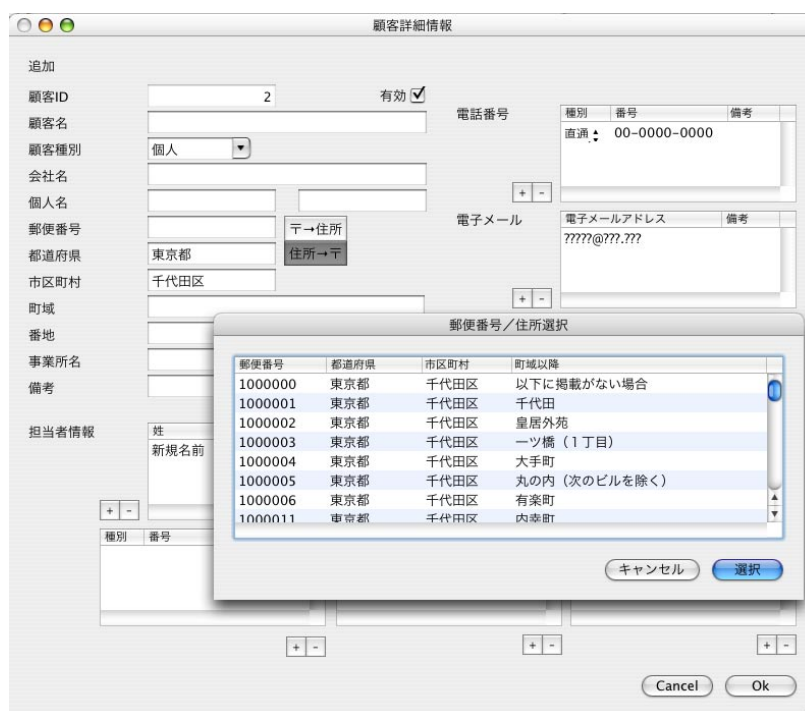 顧客詳細情報
追加
顧客ID 2 有効
顧客名
顧客種別 個人
会社名
個人名
郵便番号 〒→住所
都道府県 東京都 住所→〒
市区町村 千代田区
町域
番地
事業所名
備考
電話番号
種別 番号 備考
直通 00-0000-0000
+ -
電子メール
電子メールアドレス 備考
?????@???.???
+ -
担当者情報
姓
新規名前
+ -
種別 番号
郵便番号/住所選択
郵便番号 都道府県 市区町村 町域以降
1000000 東京都 千代田区 以下に掲載がない場合
1000001 東京都 千代田区 千代田
1000002 東京都 千代田区 皇居外苑
1000003 東京都 千代田区 一ツ橋(1丁目)
1000004 東京都 千代田区 大手町
1000005 東京都 千代田区 丸の内(次のビルを除く)
1000006 東京都 千代田区 有楽町
1000011 東京都 千代田区 内幸町
キャンセル 選択
+ - + - + -
Cancel Ok